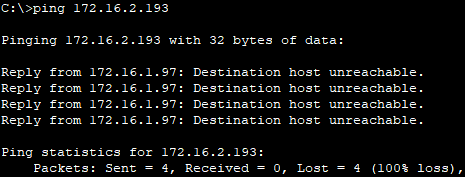 C:\>ping 172.16.2.193
Pinging 172.16.2.193 with 32 bytes of data:
Reply from 172.16.1.97: Destination host unreachable.
Reply from 172.16.1.97: Destination host unreachable.
Reply from 172.16.1.97: Destination host unreachable.
Reply from 172.16.1.97: Destination host unreachable.
Ping statistics for 172.16.2.193:
    Packets: Sent = 4, Received = 0, Lost = 4 (100% loss),